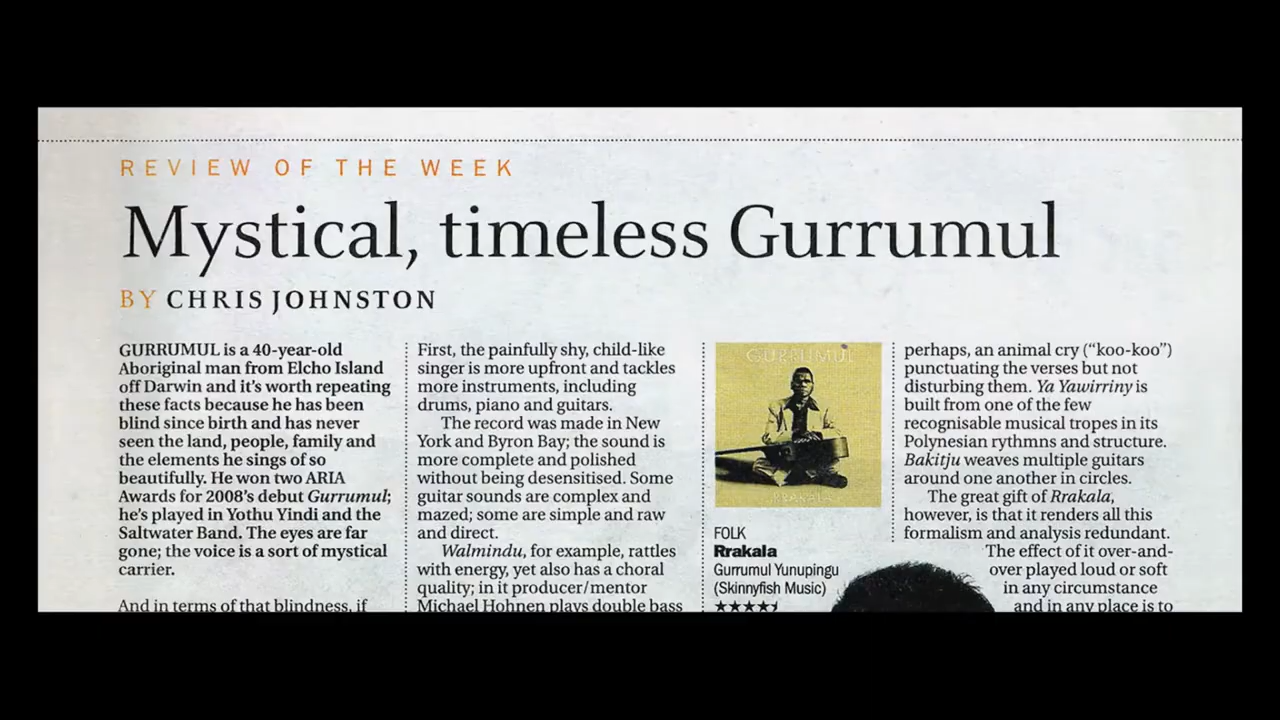 REVIEW OF THE WEEK
Mystical, timeless Gurrumul
BY CHRIS JOHNSTON
GURRUMUL is a 40-year-old
Aboriginal man from Elcho Island
off Darwin and it's worth repeating
these facts because he has been
blind since birth and has never
seen the land, people, family and
the elements he sings of so
beautifully. He won two ARIA
Awards for 2008's debut Gurrumul;
he's played in Yothu Yindi and the
Saltwater Band. The eyes are far
gone; the voice is a sort of mystical
carrier.
And in terms of that blindness, if
First, the painfully shy, child-like
singer is more upfront and tackles
more instruments, including
drums, piano and guitars.
The record was made in New
York and Byron Bay; the sound is
more complete and polished
without being desensitised. Some
guitar sounds are complex and
mazed; some are simple and raw
and direct.
Walmindu, for example, rattles
with energy, yet also has a choral
quality; in it producer/mentor
Michael Hohnen plays double bass
GURRUMUL
RRAKALA
FOLK
Rrakala
Gurrumul Yunupingu
(Skinnyfish Music)
perhaps, an animal cry ("koo-koo")
punctuating the verses but not
disturbing them. Ya Yawirriny is
built from one of the few
recognisable musical tropes in its
Polynesian rythmns and structure.
Bakitju weaves multiple guitars
around one another in circles.
The great gift of Rrakala,
however, is that it renders all this
formalism and analysis redundant.
The effect of it over-and-
over played loud or soft
in any circumstance
and in any place is to